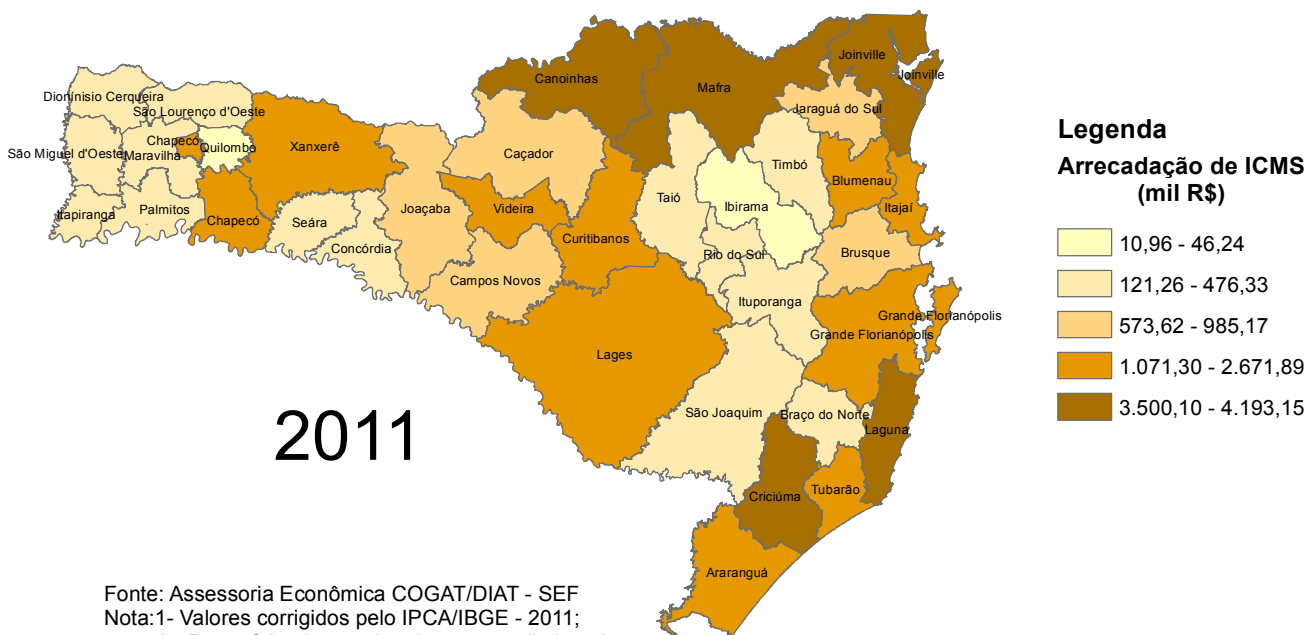 Canoinhas
Mafra
Joinville
Joinville
Dionínisio Cerqueira
São Lourenço d'Oeste
Jaraguá do Sul
Chapecó
Quilombo
São Miguel d'Oeste
Maravilha
Xanxerê
Caçador
Timbó
Blumenau
Itapiranga
Palmitos
Chapecó
Seára
Joaçaba
Videira
Taió
Ibirama
Itajaí
Concórdia
Curitibanos
Rio do Sul
Brusque
Campos Novos
Ituporanga
Grande Florianópolis
Grande Florianópolis
Lages
São Joaquim
Braço do Norte
Laguna
Criciúma
Tubarão
Araranguá
2011
Legenda
Arrecadação de ICMS
(mil R$)
10,96 - 46,24
121,26 - 476,33
573,62 - 985,17
1.071,30 - 2.671,89
3.500,10 - 4.193,15
Fonte: Assessoria Econômica COGAT/DIAT - SEF
Nota:1- Valores corrigidos pelo IPCA/IBGE - 2011;